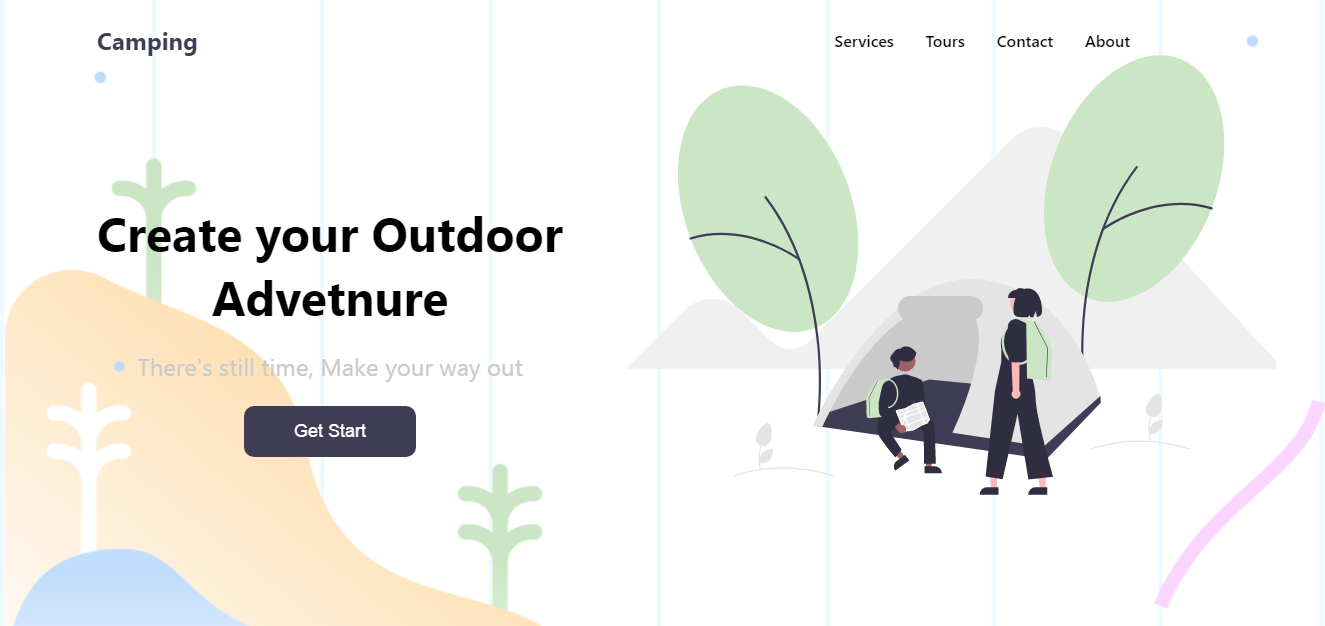 Camping
Services Tours Contact About
Create your Outdoor
Advetnure
There's still time, Make your way out
Get Start